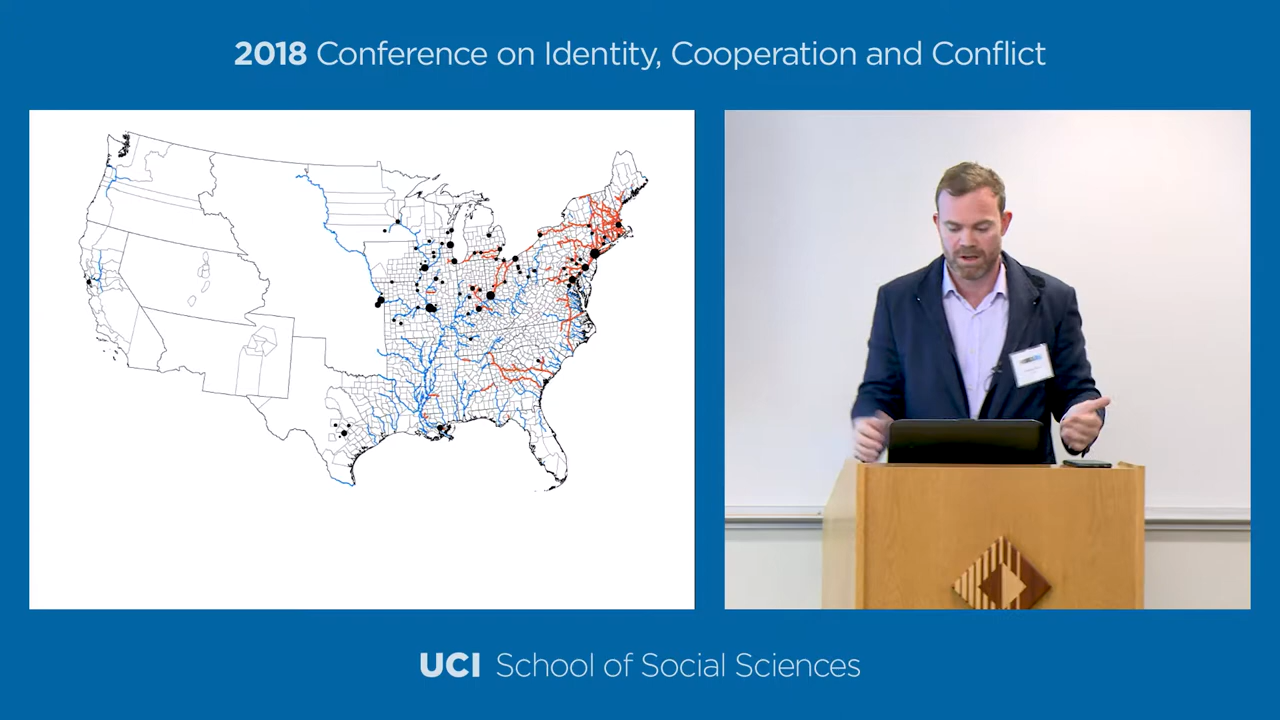 2018 Conference on Identity, Cooperation and Conflict
UCI School of Social Sciences